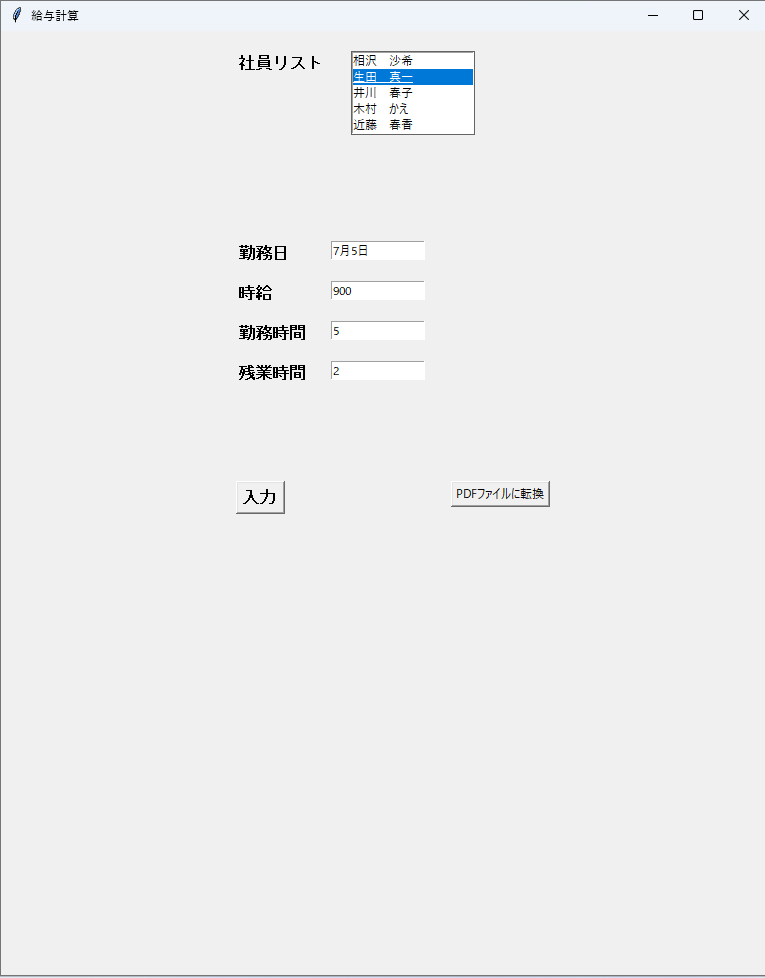 給与計算
社員リスト
相沢　沙希
生田　真一
井川　春子
木村　かえ
近藤　春香
勤務日 7月5日
時給 900
勤務時間 5
残業時間 2
入力 PDFファイルに転換